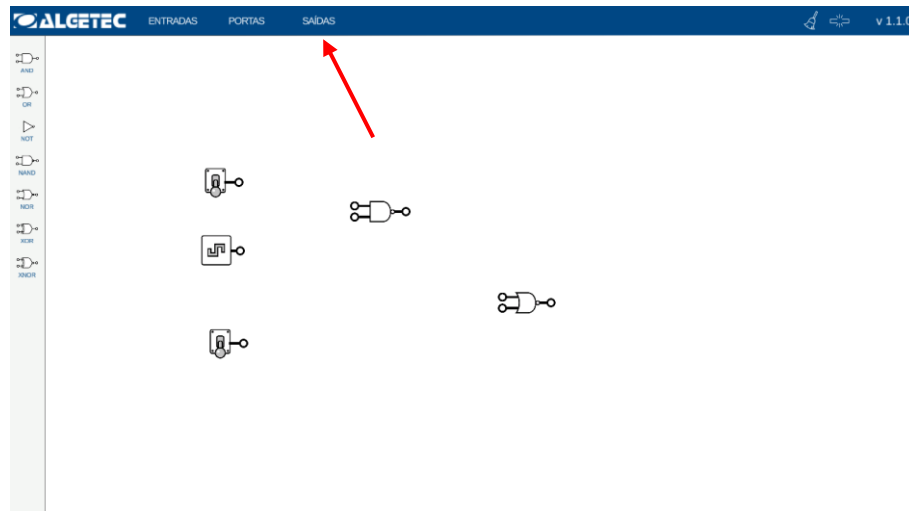 ALGETEC ENTRADAS PORTAS SAÍDAS v 1.1.0
AND
OR
NOT
NAND
NOR
XOR
XNOR